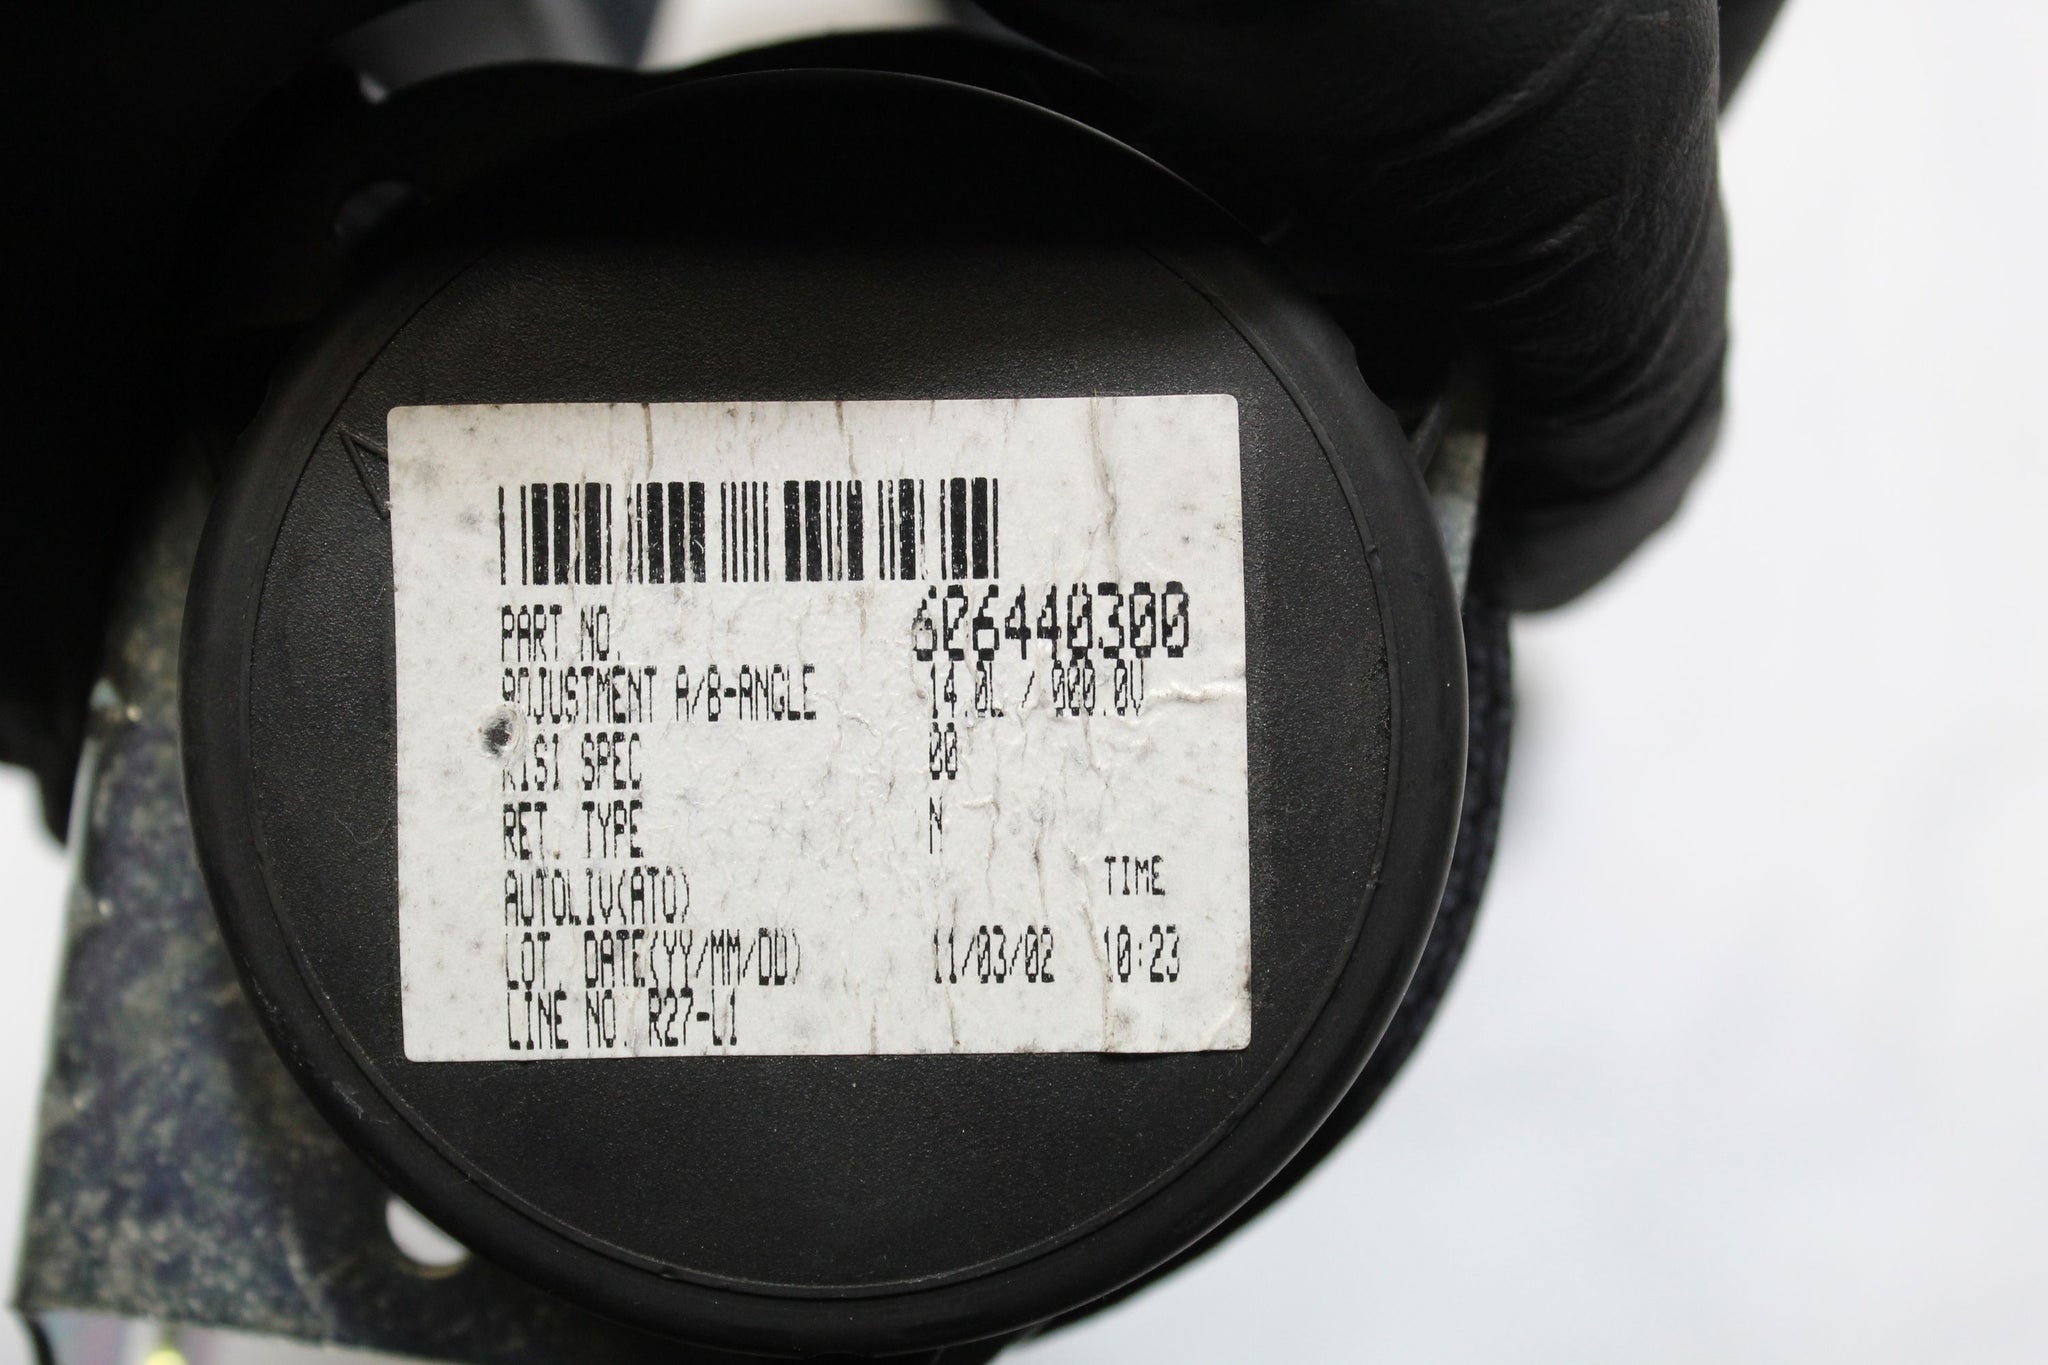 PART NO. 606440300
ADJUSTMENT A/B-ANGLE 14.0L / 000.0V
RISI SPEC 00
RET. TYPE N
AUTOLIV(ATO) TIME
LOT. DATE(YY/MM/DD) 11/03/02 10:23
LINE NO. R27-L1